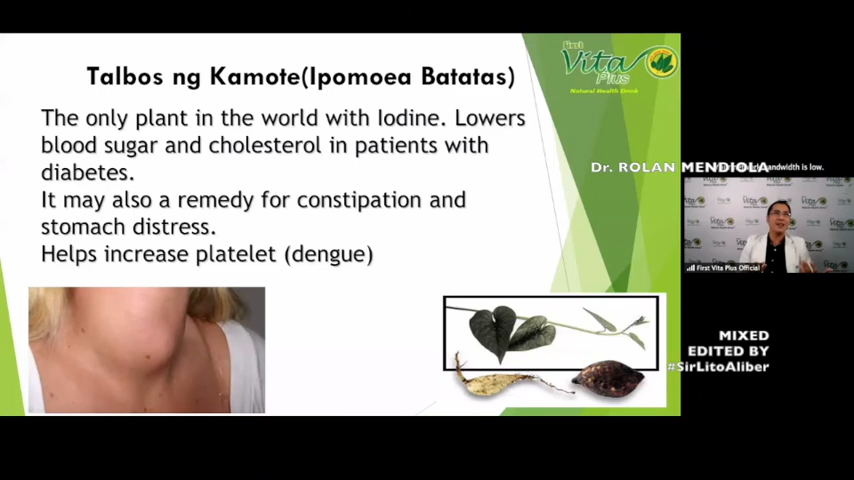 Talbos ng Kamote(Ipomoea Batatas)
The only plant in the world with Iodine. Lowers
blood sugar and cholesterol in patients with
diabetes.
It may also a remedy for constipation and
stomach distress.
Helps increase platelet (dengue)
First
Vita
Plus
Natural Health Drink
Dr. ROLAN MENDIOLA
bandwidth is low.
First Vita Plus Official
MIXED
EDITED BY
#SirLitoAliber